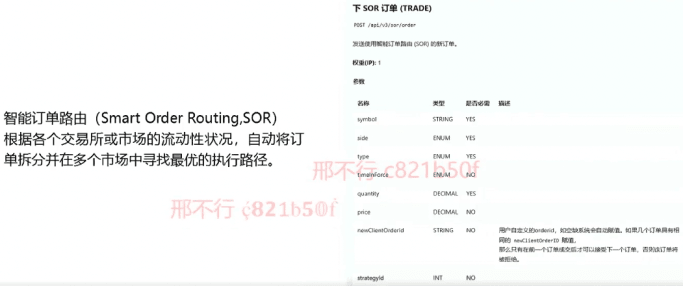 智能订单路由（Smart Order Routing,SOR）
根据各个交易所或市场的流动性状况，自动将订
单拆分并在多个市场中寻找最优的执行路径。
下 SOR 订单 (TRADE)
POST /api/v3/sor/order
发送使用智能订单路由 (SOR) 的新订单。
权重(IP): 1
参数
名称 类型 是否必需 描述
symbol STRING YES
side ENUM YES
type ENUM YES
timeInForce ENUM NO
quantity DECIMAL YES
price DECIMAL NO
newClientOrderId STRING NO 用户自定义的orderid，如空缺系统会自动赋值。如果几个订单具有相
同的 newClientOrderID 赋值，
那么只有在前一个订单成交后才可以接受下一个订单，否则该订单将
被拒绝。
strategyId INT NO
邢不行 c821b50f
邢不行 c821b50f